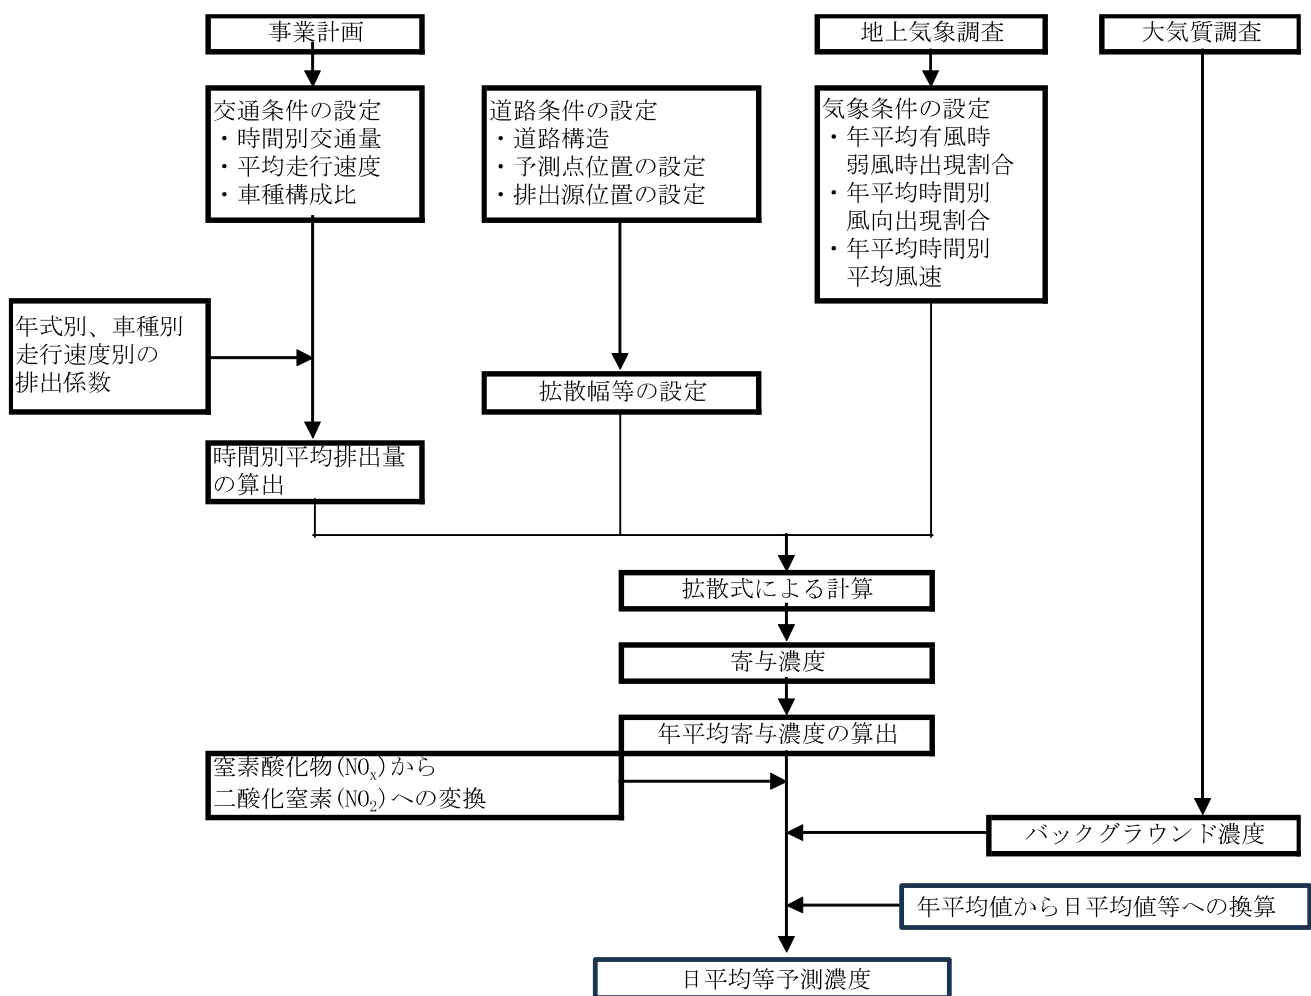 事業計画
地上気象調査
大気質調査
交通条件の設定
・時間別交通量
・平均走行速度
・車種構成比
道路条件の設定
・道路構造
・予測点位置の設定
・排出源位置の設定
気象条件の設定
・年平均有風時
弱風時出現割合
・年平均時間別
風向出現割合
・年平均時間別
平均風速
年式別、車種別
走行速度別の
排出係数
拡散幅等の設定
時間別平均排出量
の算出
拡散式による計算
寄与濃度
年平均寄与濃度の算出
窒素酸化物(NOx)から
二酸化窒素(NO2)への変換
バックグラウンド濃度
年平均値から日平均値等への換算
日平均等予測濃度